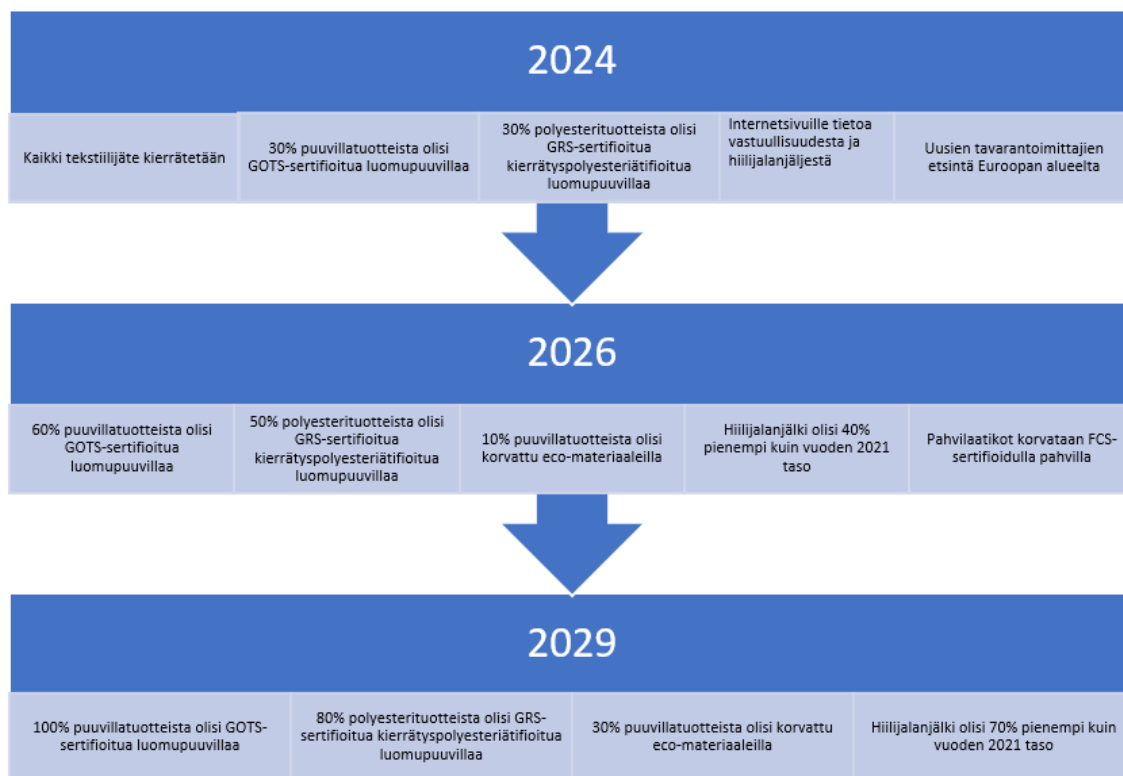 2024
Kaikki tekstiilijäte kierrätetään
30% puuvillatuotteista olisi
GOTS-sertifioitua luomupuuvillaa
30% polyesterituotteista olisi
GRS-sertifioitua
kierrätyspolyesteriätifioitua
luomupuuvillaa
Internetsivuille tietoa
vastuullisuudesta ja
hiilijalanjäljestä
Uusien tavarantoimittajien
etsintä Euroopan alueelta
2026
60% puuvillatuotteista olisi
GOTS-sertifioitua
luomupuuvillaa
50% polyesterituotteista olisi
GRS-sertifioitua
kierrätyspolyesteriätifioitua
luomupuuvillaa
10% puuvillatuotteista olisi
korvattu eco-materiaaleilla
Hiilijalanjälki olisi 40%
pienempi kuin vuoden 2021
taso
Pahvilaatikot korvataan FCS-
sertifioidulla pahvilla
2029
100% puuvillatuotteista olisi GOTS-
sertifioitua luomupuuvillaa
80% polyesterituotteista olisi GRS-
sertifioitua kierrätyspolyesteriätifioitua
luomupuuvillaa
30% puuvillatuotteista olisi korvattu
eco-materiaaleilla
Hiilijalanjälki olisi 70% pienempi kuin
vuoden 2021 taso